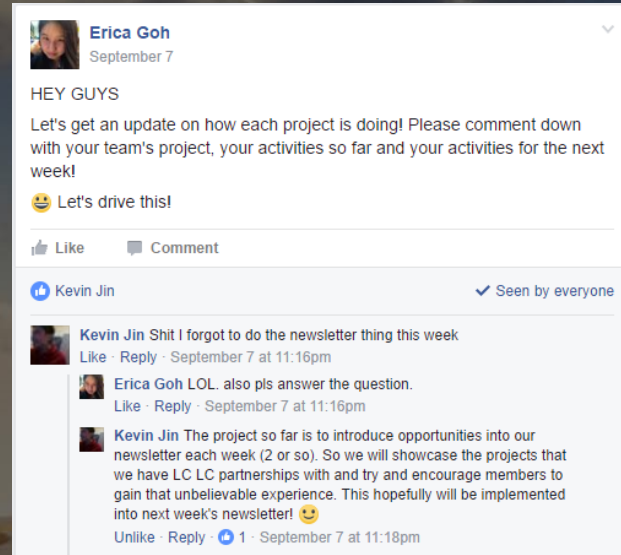 Erica Goh
September 7
HEY GUYS
Let's get an update on how each project is doing! Please comment down
with your team's project, your activities so far and your activities for the next
week!
😀 Let's drive this!
Like Comment
Kevin Jin Seen by everyone
Kevin Jin Shit I forgot to do the newsletter thing this week
Like · Reply · September 7 at 11:16pm
Erica Goh LOL. also pls answer the question.
Like · Reply · September 7 at 11:16pm
Kevin Jin The project so far is to introduce opportunities into our
newsletter each week (2 or so). So we will showcase the projects that
we have LC LC partnerships with and try and encourage members to
gain that unbelievable experience. This hopefully will be implemented
into next week's newsletter! 🙂
Unlike · Reply · 1 · September 7 at 11:18pm